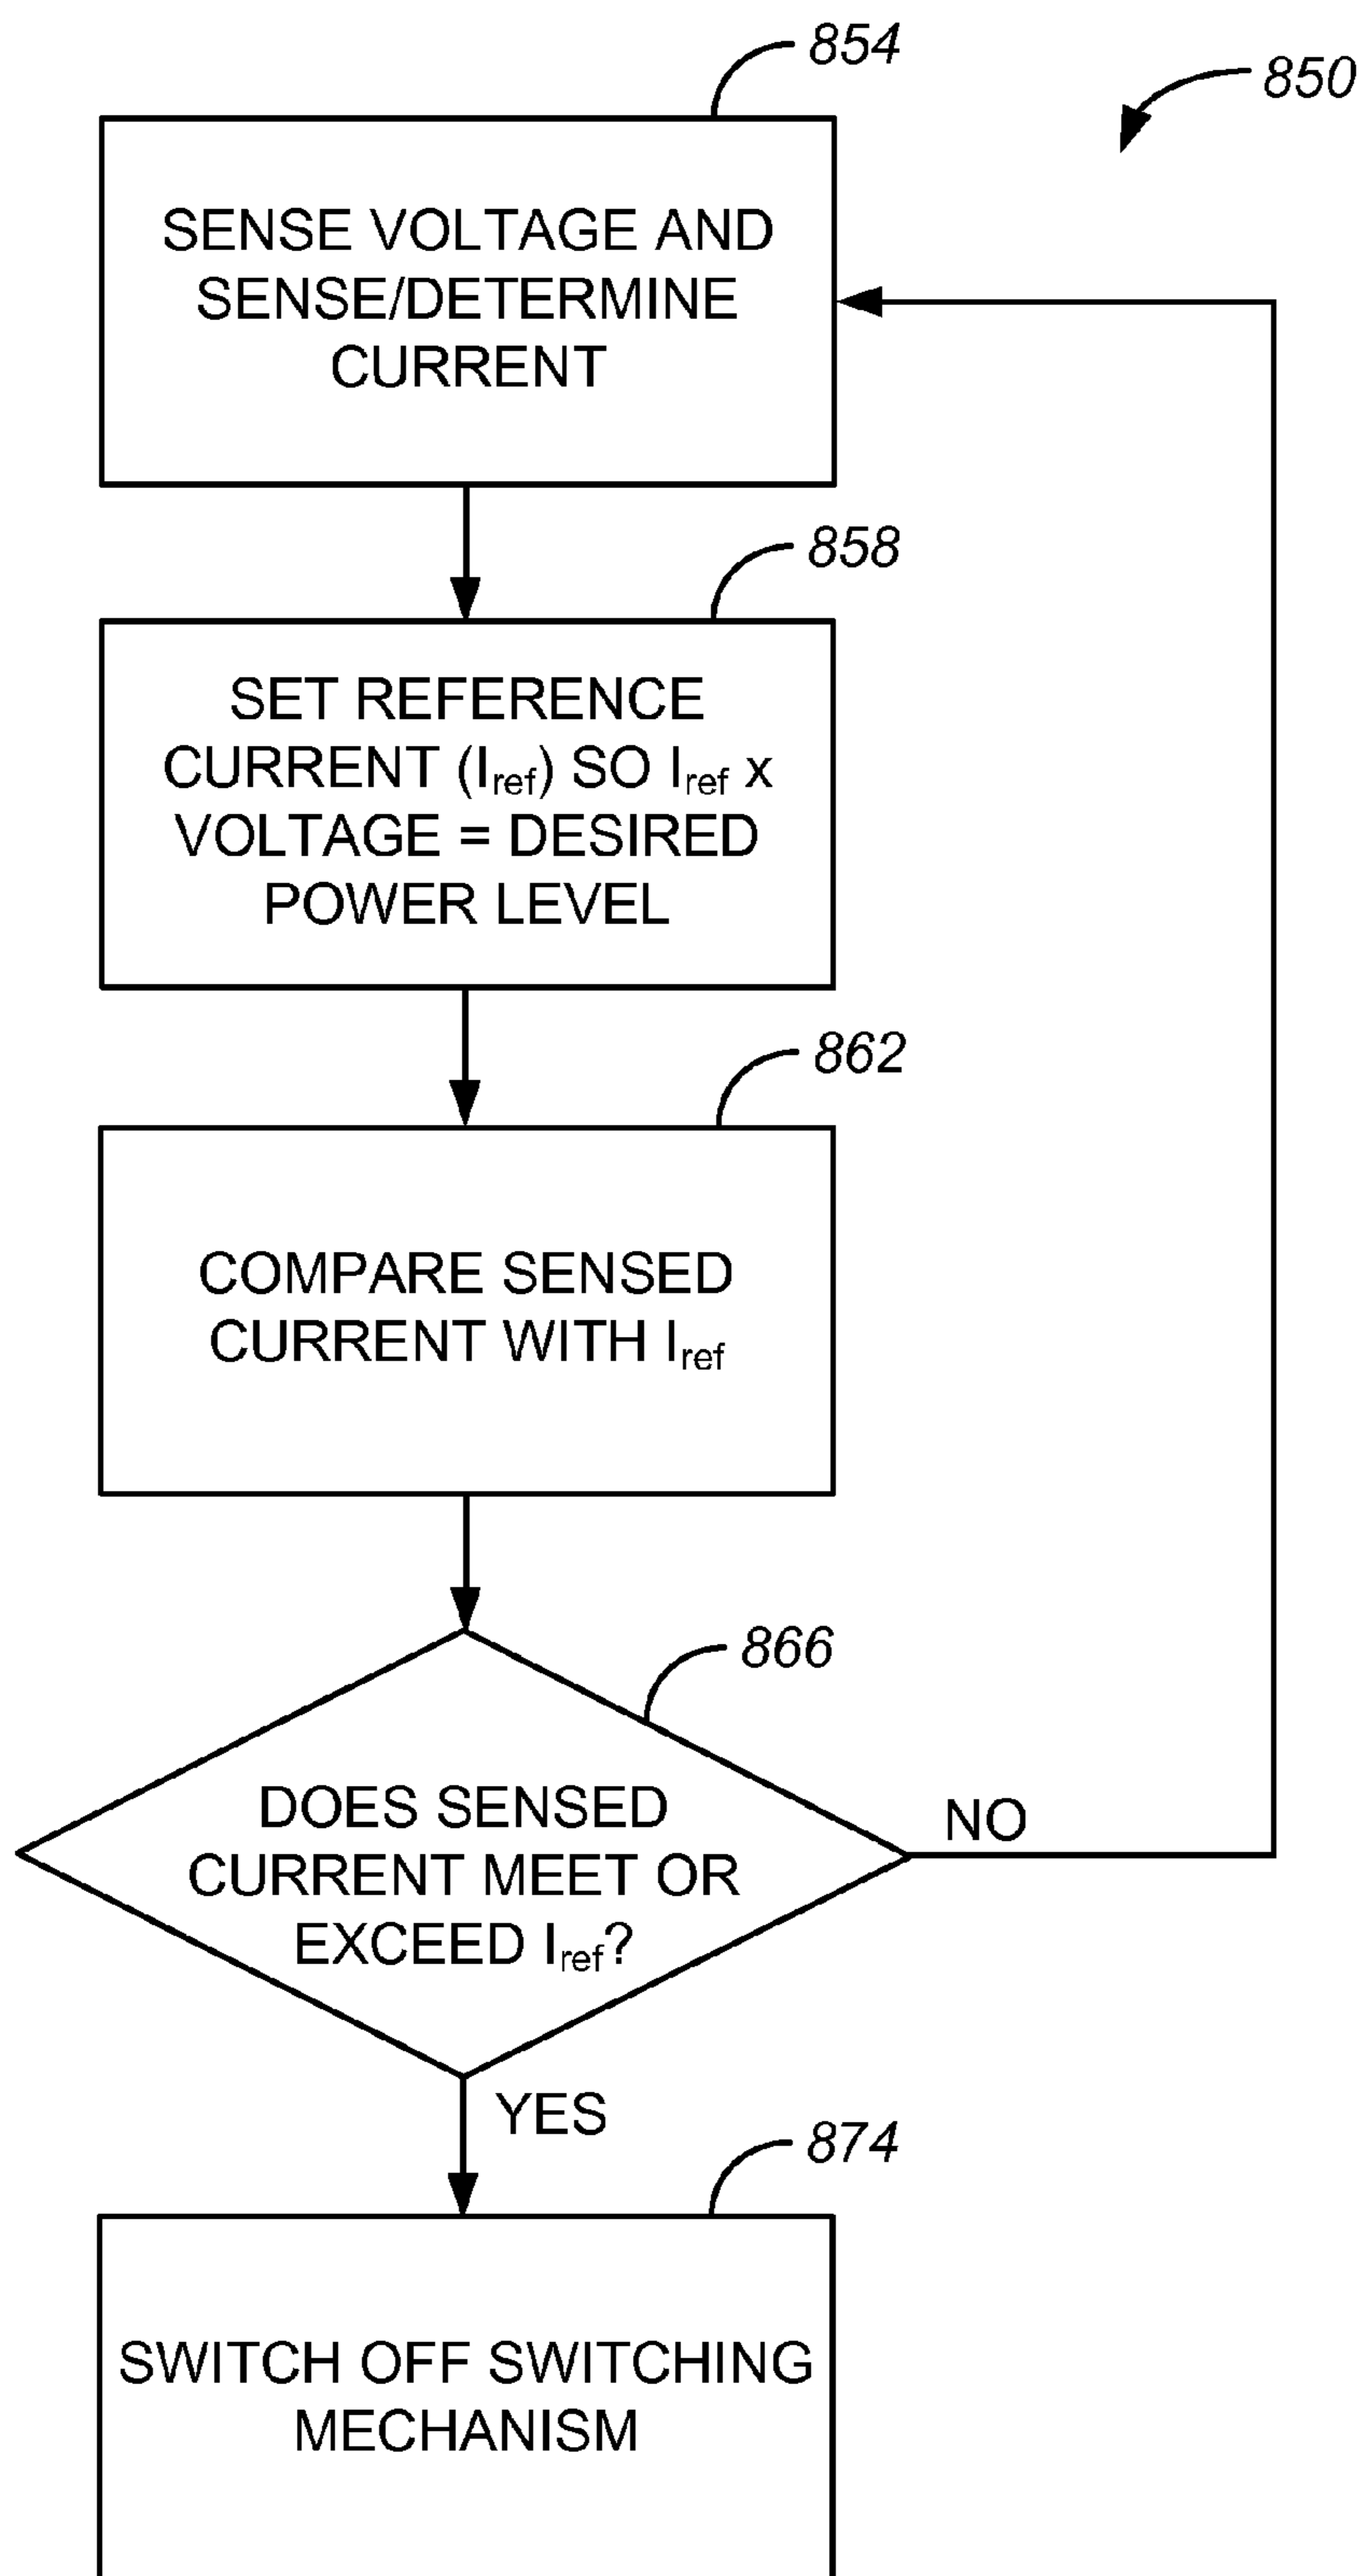 854
850
SENSE VOLTAGE AND
SENSE/DETERMINE
CURRENT
858
SET REFERENCE
CURRENT (Iref) SO Iref x
VOLTAGE = DESIRED
POWER LEVEL
862
COMPARE SENSED
CURRENT WITH Iref
866
DOES SENSED
CURRENT MEET OR
EXCEED Iref?
NO
YES
874
SWITCH OFF SWITCHING
MECHANISM